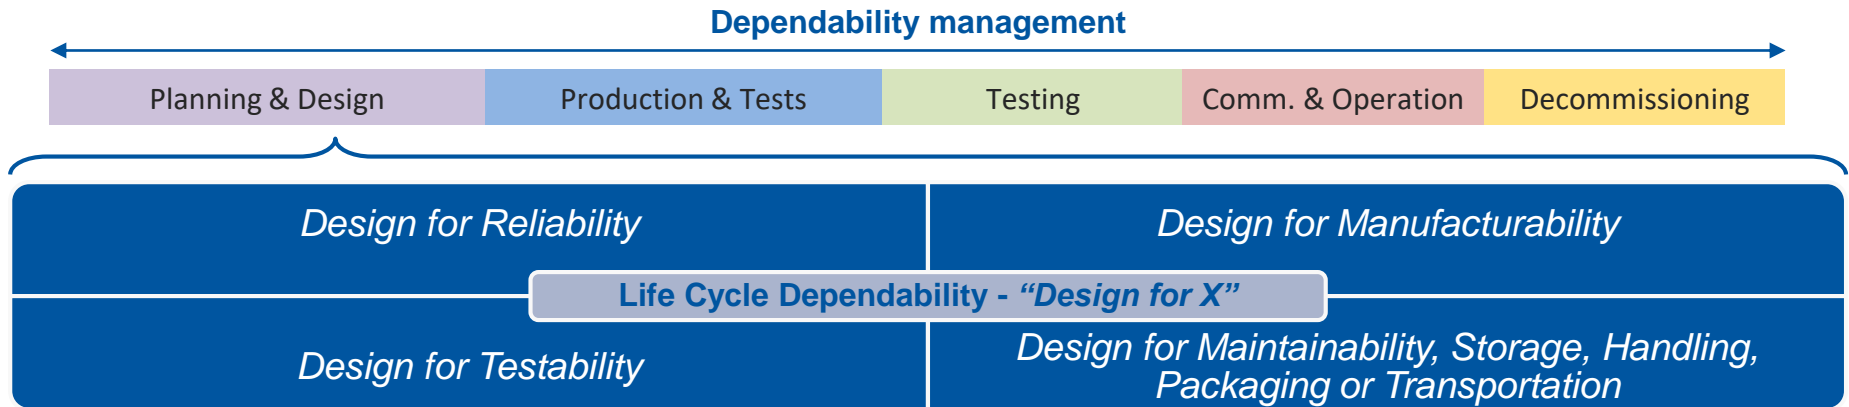 Dependability management
Planning & Design
Production & Tests
Testing
Comm. & Operation
Decommissioning
Design for Reliability
Design for Manufacturability
Life Cycle Dependability - “Design for X”
Design for Testability
Design for Maintainability, Storage, Handling,
Packaging or Transportation